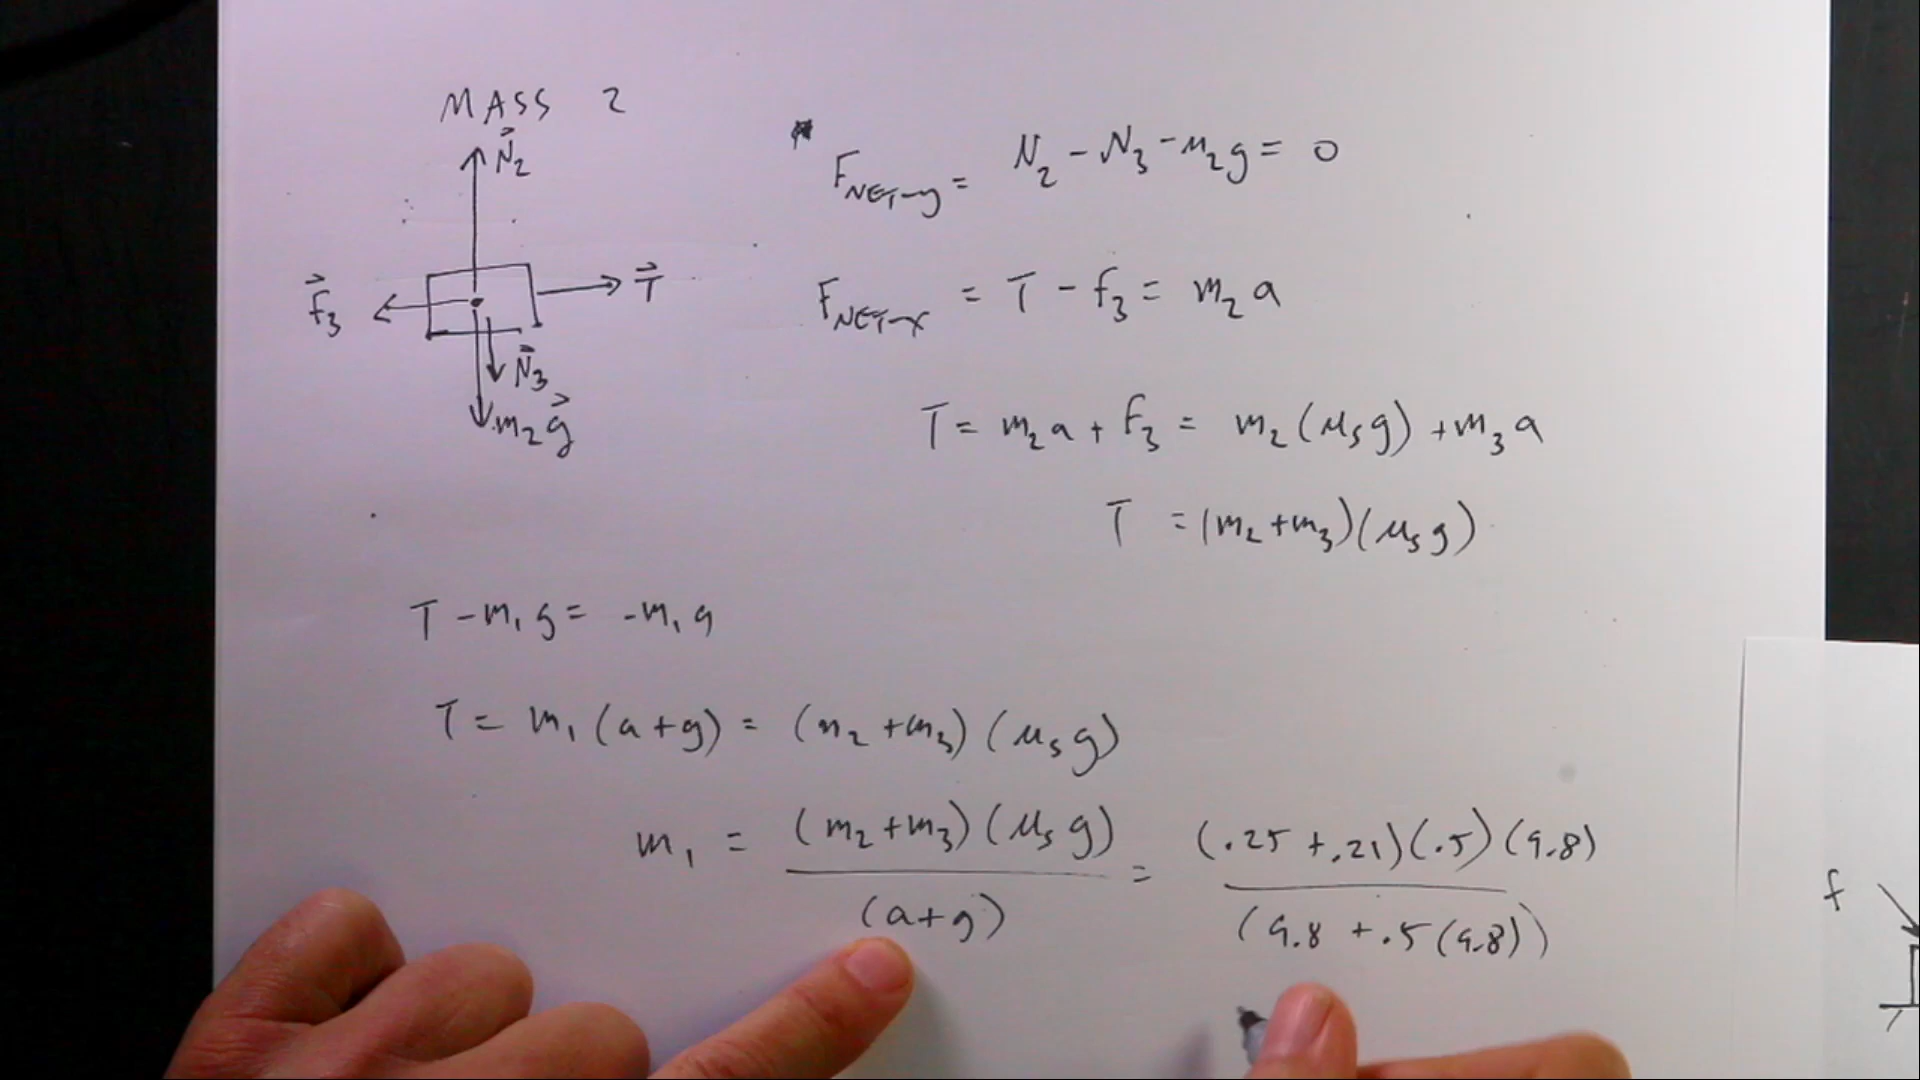 MASS 2
N⃗₂
F_NET-y = N₂ - N₃ - m₂g = 0
f⃗₃
T⃗
F_NET-x = T - f₃ = m₂a
N⃗₃
m₂g⃗
T = m₂a + f₃ = m₂(μₛg) + m₃a
T = (m₂+m₃)(μₛg)
T - m₁g = -m₁a
T = m₁(a+g) = (m₂+m₃)(μₛg)
m₁ = (m₂+m₃)(μₛg) = (.25+.21)(.5)(9.8)
(a+g) (9.8 + .5(9.8))
f